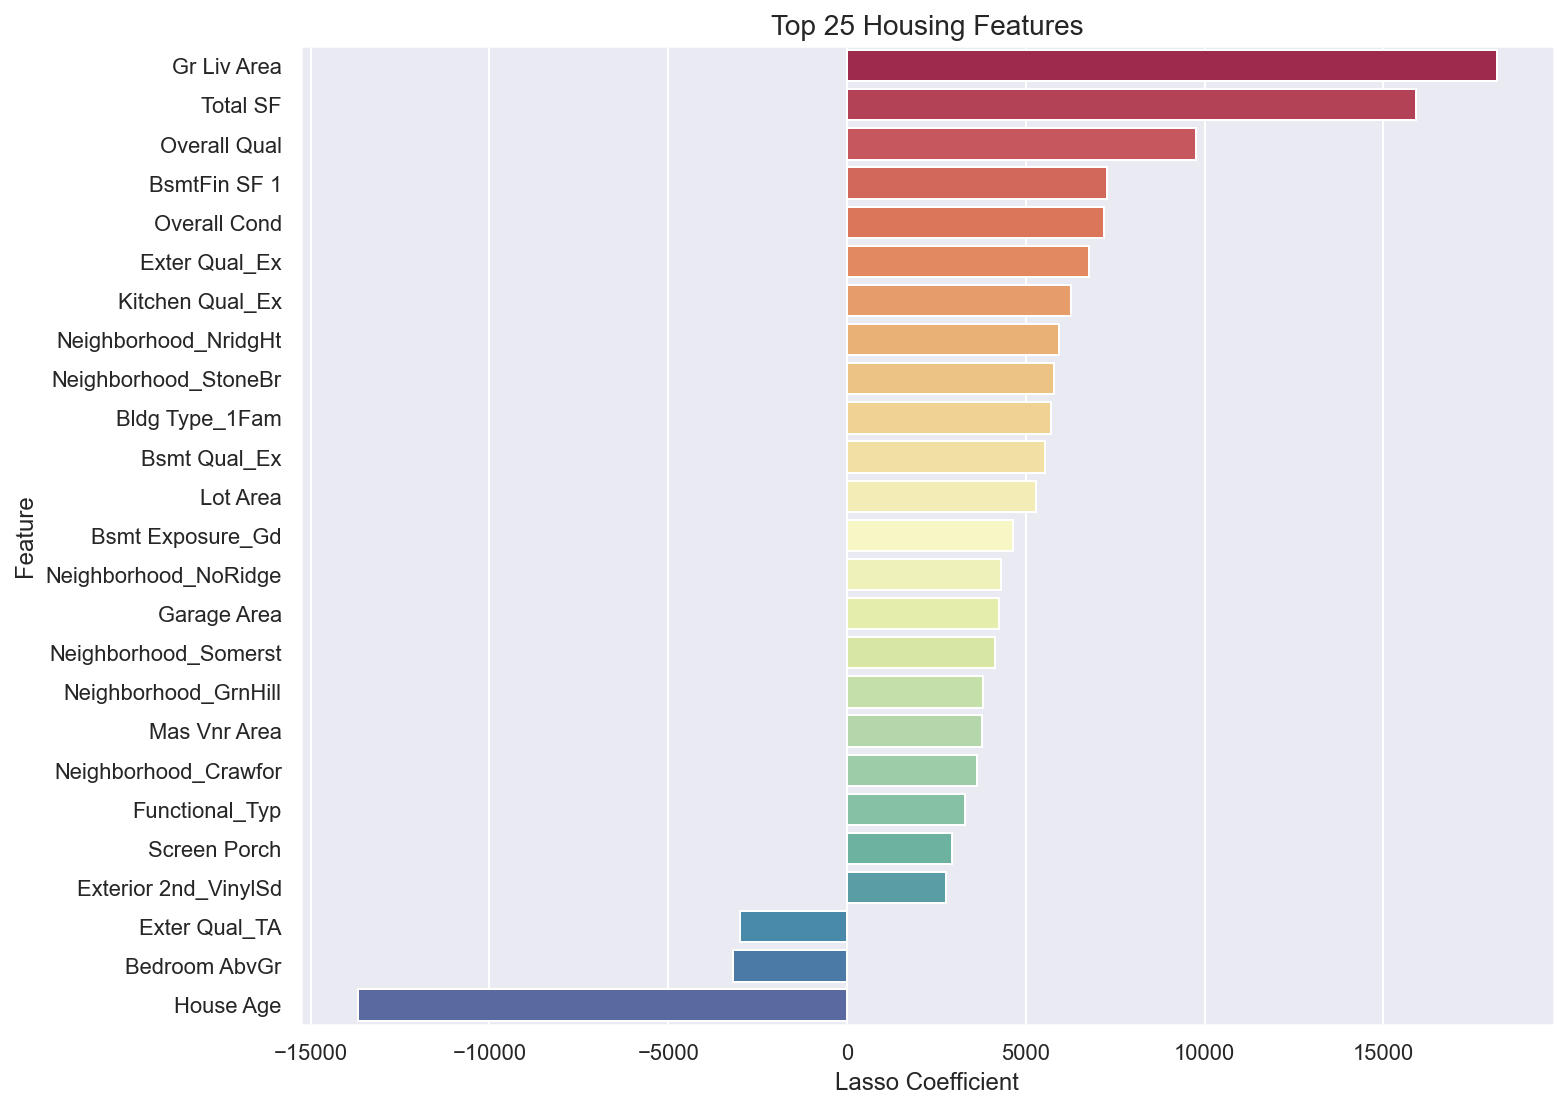 Top 25 Housing Features
Gr Liv Area
Total SF
Overall Qual
BsmtFin SF 1
Overall Cond
Exter Qual_Ex
Kitchen Qual_Ex
Neighborhood_NridgHt
Neighborhood_StoneBr
Bldg Type_1Fam
Bsmt Qual_Ex
Lot Area
Bsmt Exposure_Gd
Neighborhood_NoRidge
Garage Area
Neighborhood_Somerst
Neighborhood_GrnHill
Mas Vnr Area
Neighborhood_Crawfor
Functional_Typ
Screen Porch
Exterior 2nd_VinylSd
Exter Qual_TA
Bedroom AbvGr
House Age
Feature
−15000 −10000 −5000 0 5000 10000 15000
Lasso Coefficient